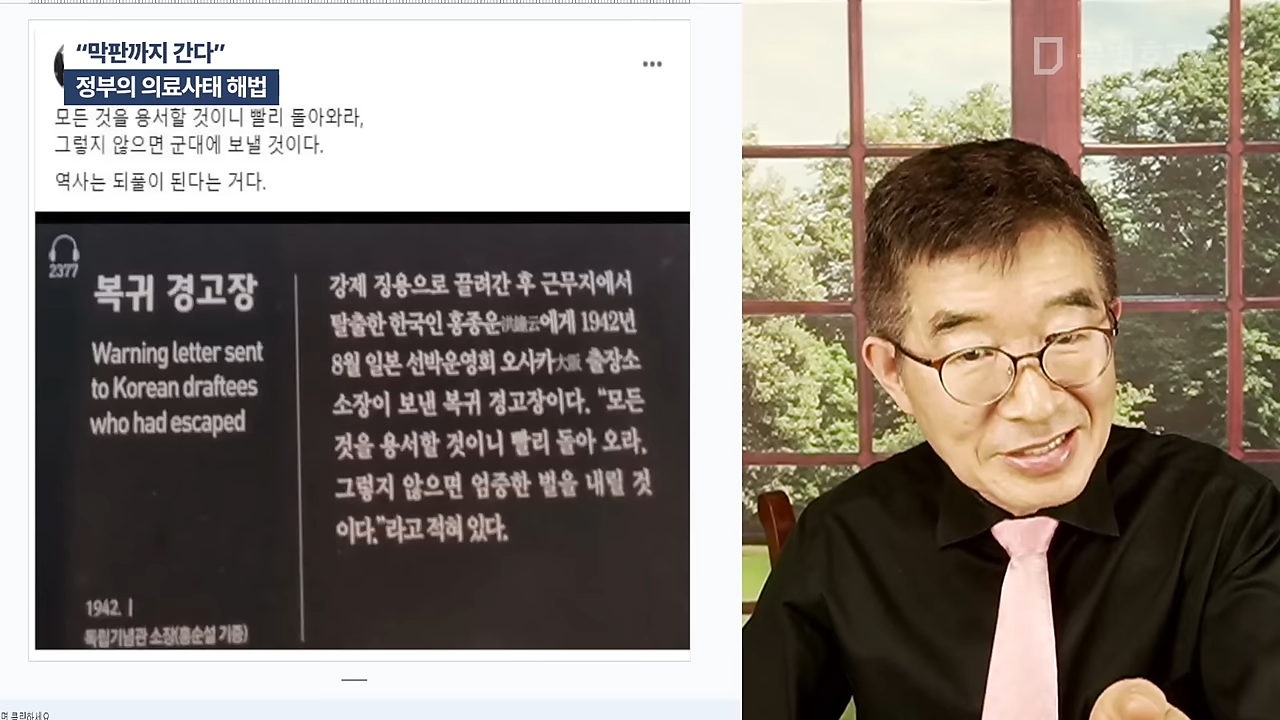 “막판까지 간다”
정부의 의료사태 해법
모든 것을 용서할 것이니 빨리 돌아와라,
그렇지 않으면 군대에 보낼 것이다.
역사는 되풀이 된다는 거다.
2377
복귀 경고장
Warning letter sent
to Korean draftees
who had escaped
1942. |
독립기념관 소장(홍순설 기증)
강제 징용으로 끌려간 후 근무지에서
탈출한 한국인 홍종운에게 1942년
8월 일본 선박운영회 오사카大阪 출장소
소장이 보낸 복귀 경고장이다. “모든
것을 용서할 것이니 빨리 돌아 오라,
그렇지 않으면 엄중한 벌을 내릴 것
이다.”라고 적혀 있다.